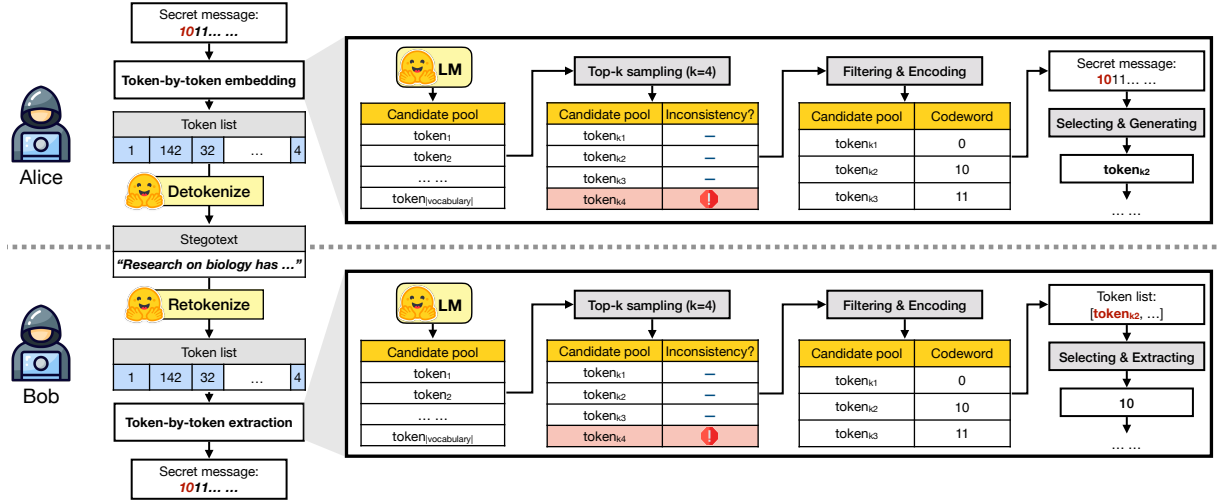 Secret message:
1011... ...
Token-by-token embedding
Token list
1 142 32 ... 4
Detokenize
Alice
Stegotext
“Research on biology has ...”
LM
Candidate pool
token1
token2
... ...
token|vocabulary|
Top-k sampling (k=4)
Candidate pool Inconsistency?
tokenk1 –
tokenk2 –
tokenk3 –
tokenk4 !
Filtering & Encoding
Candidate pool Codeword
tokenk1 0
tokenk2 10
tokenk3 11
Secret message:
1011... ...
Selecting & Generating
tokenk2
... ...
Retokenize
Token list
1 142 32 ... 4
Bob
Token-by-token extraction
Secret message:
1011... ...
LM
Candidate pool
token1
token2
... ...
token|vocabulary|
Top-k sampling (k=4)
Candidate pool Inconsistency?
tokenk1 –
tokenk2 –
tokenk3 –
tokenk4 !
Filtering & Encoding
Candidate pool Codeword
tokenk1 0
tokenk2 10
tokenk3 11
Token list:
[tokenk2, ...]
Selecting & Extracting
10
... ...